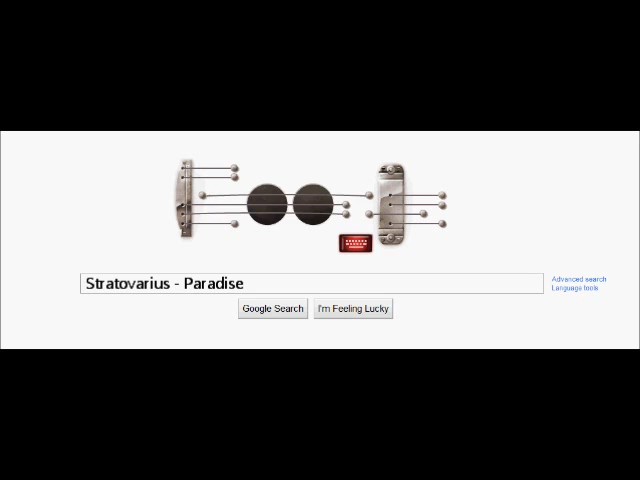 Stratovarius - Paradise
Advanced search
Language tools
Google Search
I'm Feeling Lucky